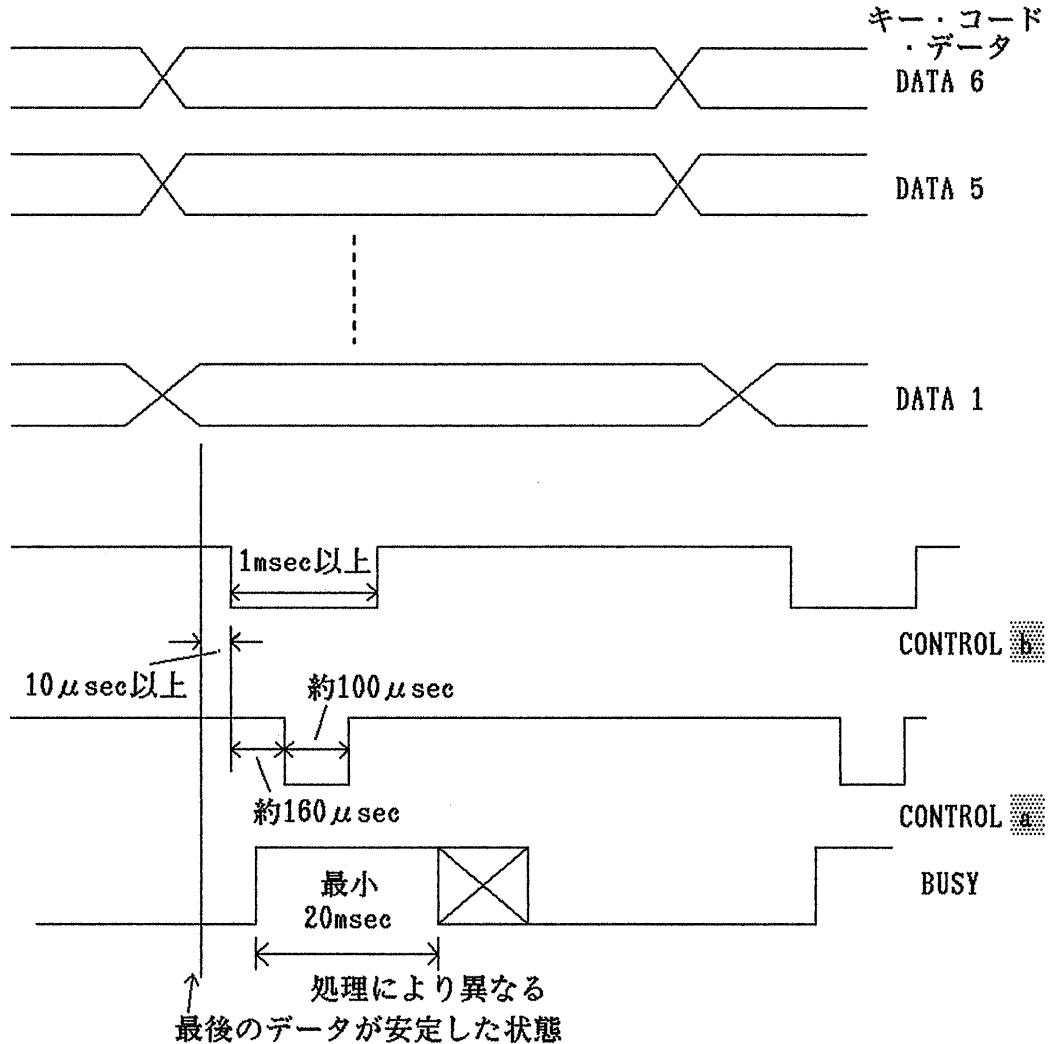 キー・コード
・データ
DATA 6
DATA 5
DATA 1
1msec以上
CONTROL b
10μsec以上
約100μsec
約160μsec
CONTROL a
BUSY
最小
20msec
処理により異なる
最後のデータが安定した状態